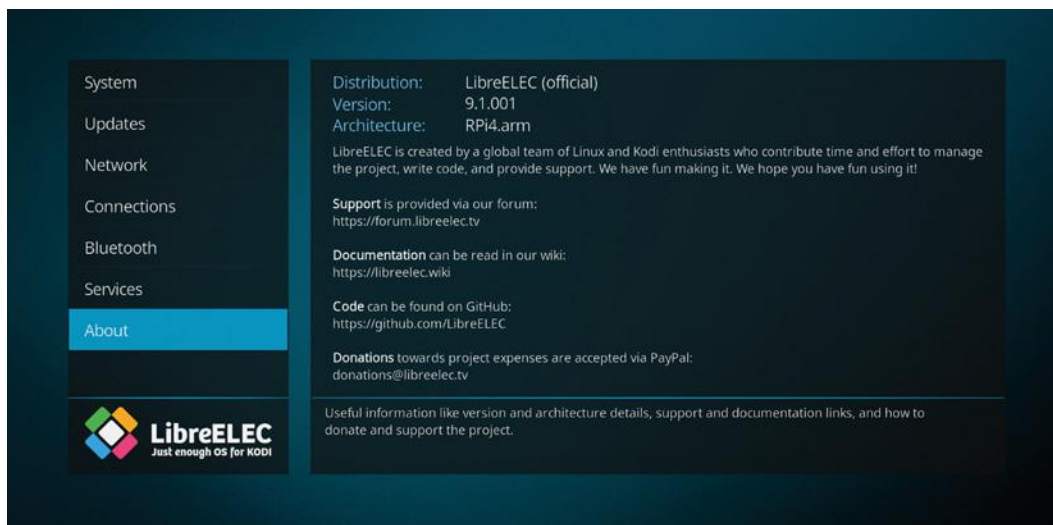 System
Updates
Network
Connections
Bluetooth
Services
About
LibreELEC
Just enough OS for KODI
Distribution: LibreELEC (official)
Version: 9.1.001
Architecture: RPi4.arm
LibreELEC is created by a global team of Linux and Kodi enthusiasts who contribute time and effort to manage
the project, write code, and provide support. We have fun making it. We hope you have fun using it!
Support is provided via our forum:
https://forum.libreelec.tv
Documentation can be read in our wiki:
https://libreelec.wiki
Code can be found on GitHub:
https://github.com/LibreELEC
Donations towards project expenses are accepted via PayPal:
donations@libreelec.tv
Useful information like version and architecture details, support and documentation links, and how to
donate and support the project.